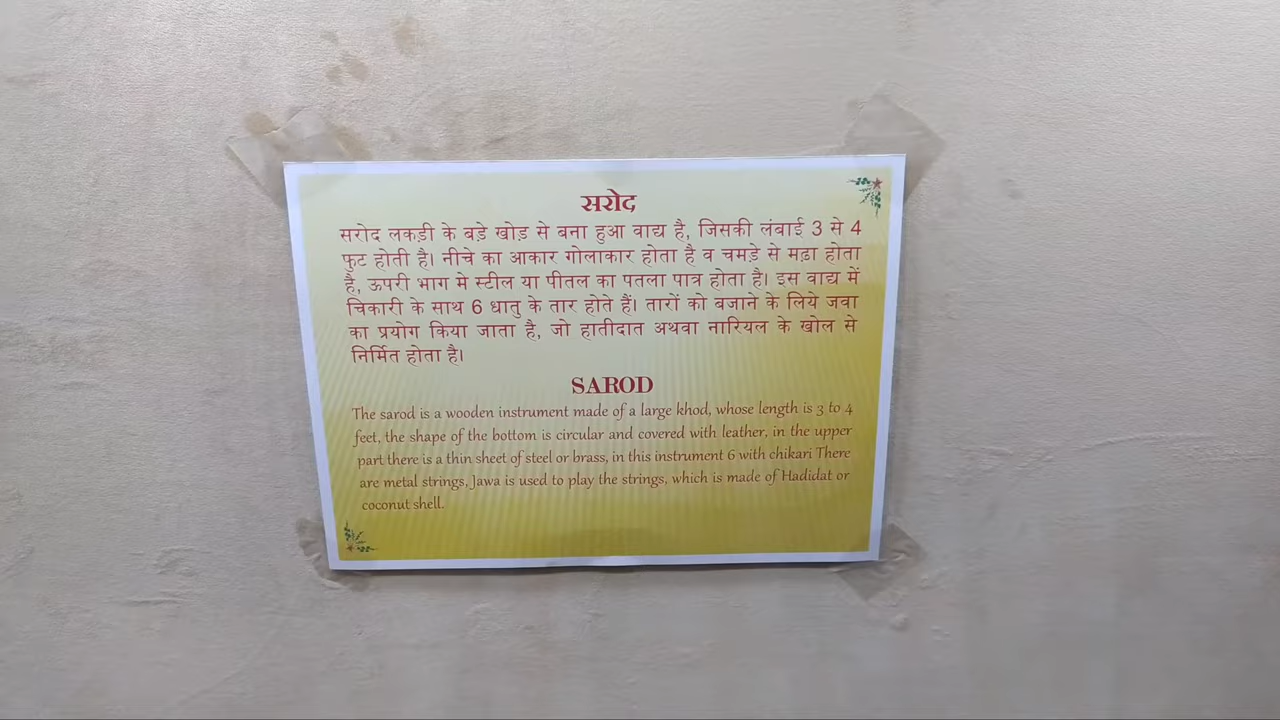 सरोद
सरोद लकड़ी के बड़े खोड़ से बना हुआ वाद्य है, जिसकी लंबाई 3 से 4
फुट होती है। नीचे का आकार गोलाकार होता है व चमड़े से मढ़ा होता
है, ऊपरी भाग मे स्टील या पीतल का पतला पात्र होता है। इस वाद्य में
चिकारी के साथ 6 धातु के तार होते हैं। तारों को बजाने के लिये जवा
का प्रयोग किया जाता है, जो हातीदात अथवा नारियल के खोल से
निर्मित होता है।
SAROD
The sarod is a wooden instrument made of a large khod, whose length is 3 to 4
feet, the shape of the bottom is circular and covered with leather, in the upper
part there is a thin sheet of steel or brass, in this instrument 6 with chikari There
are metal strings, Jawa is used to play the strings, which is made of Hadidat or
coconut shell.